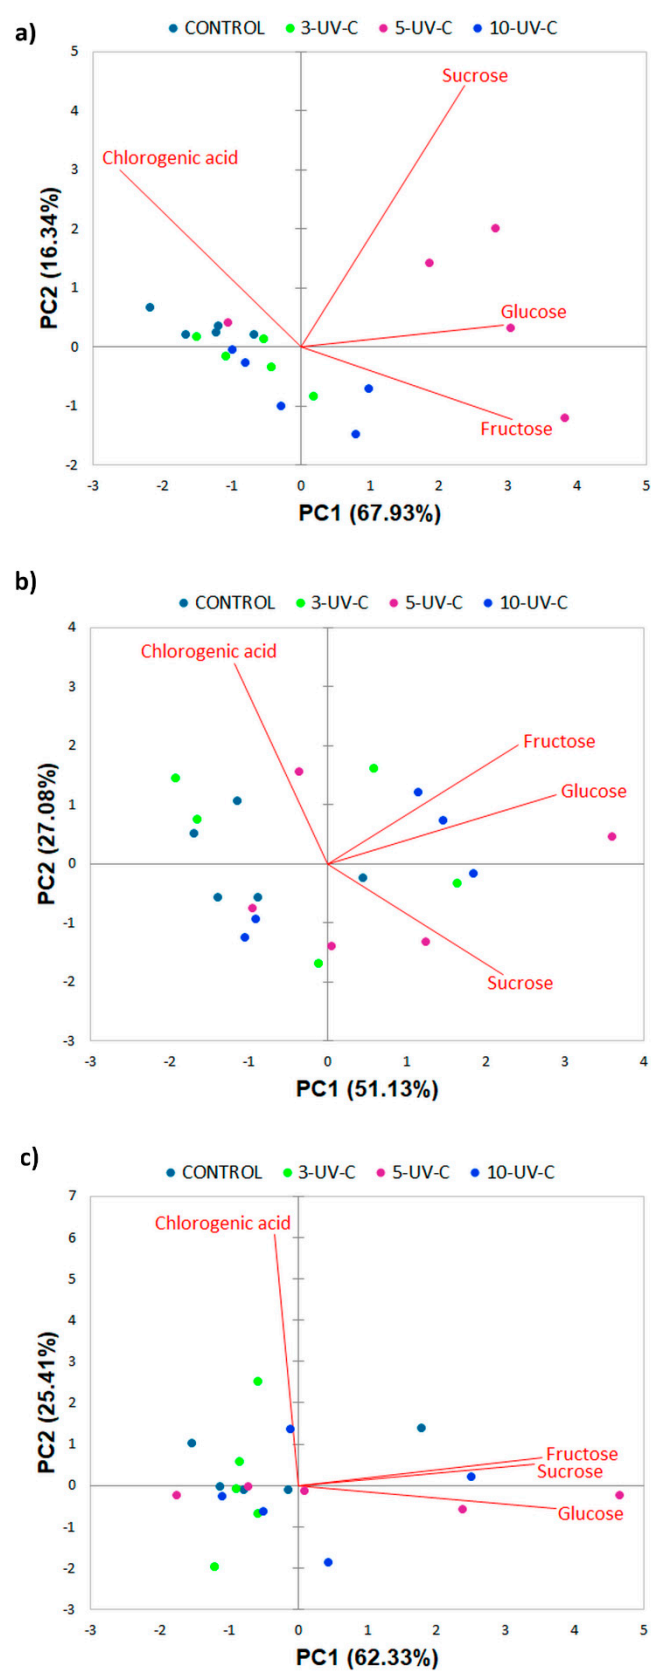 a)
CONTROL 3-UV-C 5-UV-C 10-UV-C
5
Sucrose
4
Chlorogenic acid
3
2
1
Glucose
0
-1
Fructose
-2
-3 -2 -1 0 1 2 3 4 5
PC2 (16.34%)
PC1 (67.93%)
b)
CONTROL 3-UV-C 5-UV-C 10-UV-C
4
Chlorogenic acid
3
2
Fructose
1
Glucose
0
-1
-2
Sucrose
-3
-3 -2 -1 0 1 2 3 4
PC2 (27.08%)
PC1 (51.13%)
c)
CONTROL 3-UV-C 5-UV-C 10-UV-C
7
Chlorogenic acid
6
5
4
3
2
1
Fructose
Sucrose
0
Glucose
-1
-2
-3
-3 -2 -1 0 1 2 3 4 5
PC2 (25.41%)
PC1 (62.33%)